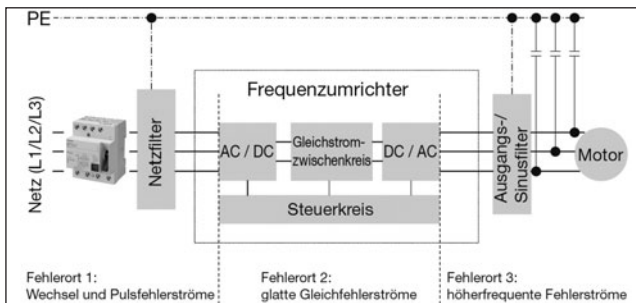 PE
Frequenzumrichter
Netz (L1/L2/L3)
Netzfilter
AC / DC
Gleichstrom-
zwischenkreis
DC / AC
Ausgangs-/
Sinusfilter
Motor
Steuerkreis
Fehlerort 1:
Wechsel und Pulsfehlerströme
Fehlerort 2:
glatte Gleichfehlerströme
Fehlerort 3:
höherfrequente Fehlerströme